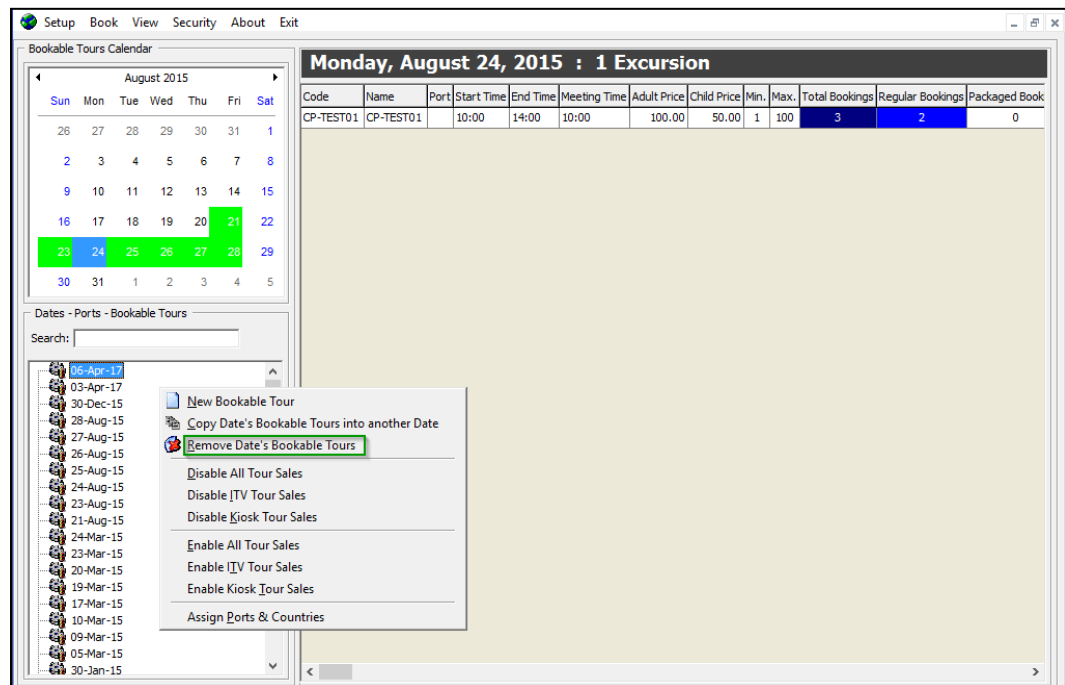 Setup Book View Security About Exit
Bookable Tours Calendar
August 2015
Sun Mon Tue Wed Thu Fri Sat
26 27 28 29 30 31 1
2 3 4 5 6 7 8
9 10 11 12 13 14 15
16 17 18 19 20 21 22
23 24 25 26 27 28 29
30 31 1 2 3 4 5
Dates - Ports - Bookable Tours
Search:
06-Apr-17
03-Apr-17
30-Dec-15
28-Aug-15
27-Aug-15
26-Aug-15
25-Aug-15
24-Aug-15
23-Aug-15
21-Aug-15
24-Mar-15
23-Mar-15
20-Mar-15
19-Mar-15
17-Mar-15
10-Mar-15
09-Mar-15
05-Mar-15
30-Jan-15
New Bookable Tour
Copy Date's Bookable Tours into another Date
Remove Date's Bookable Tours
Disable All Tour Sales
Disable ITV Tour Sales
Disable Kiosk Tour Sales
Enable All Tour Sales
Enable ITV Tour Sales
Enable Kiosk Tour Sales
Assign Ports & Countries
Monday, August 24, 2015 : 1 Excursion
Code Name Port Start Time End Time Meeting Time Adult Price Child Price Min. Max. Total Bookings Regular Bookings Packaged Book
CP-TEST01 CP-TEST01 10:00 14:00 10:00 100.00 50.00 1 100 3 2 0